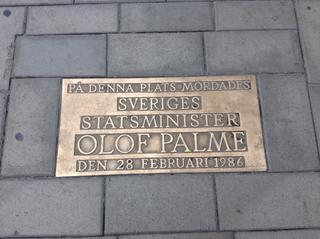 PÅ DENNA PLATS MÖRDADES
SVERIGES
STATSMINISTER
OLOF PALME
DEN 28 FEBRUARI 1986